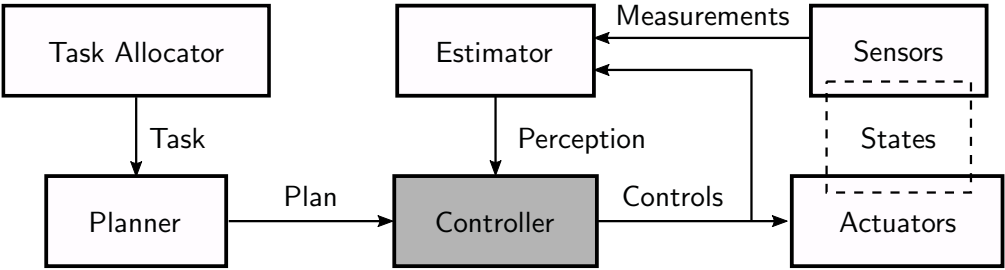 Measurements
Task Allocator
Estimator
Sensors
Task
Perception
States
Plan
Controls
Planner
Controller
Actuators